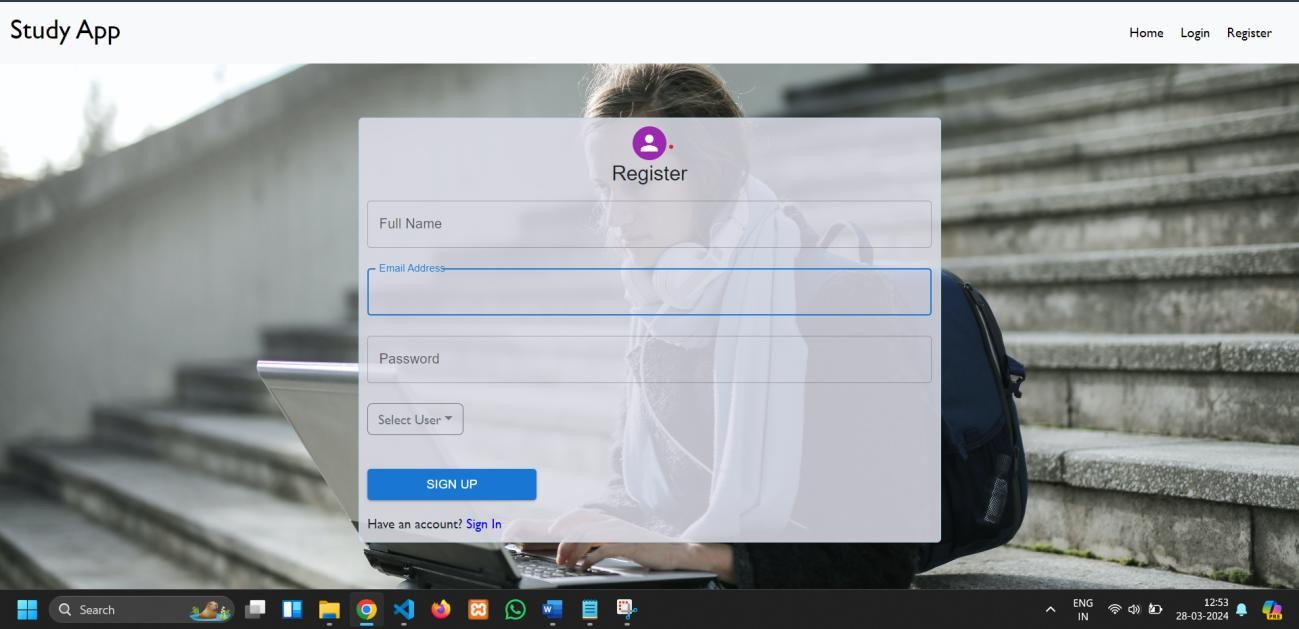 Study App
Home Login Register
Register
Full Name
Email Address
Password
Select User
SIGN UP
Have an account? Sign In
Search
ENG
IN
12:53
28-03-2024